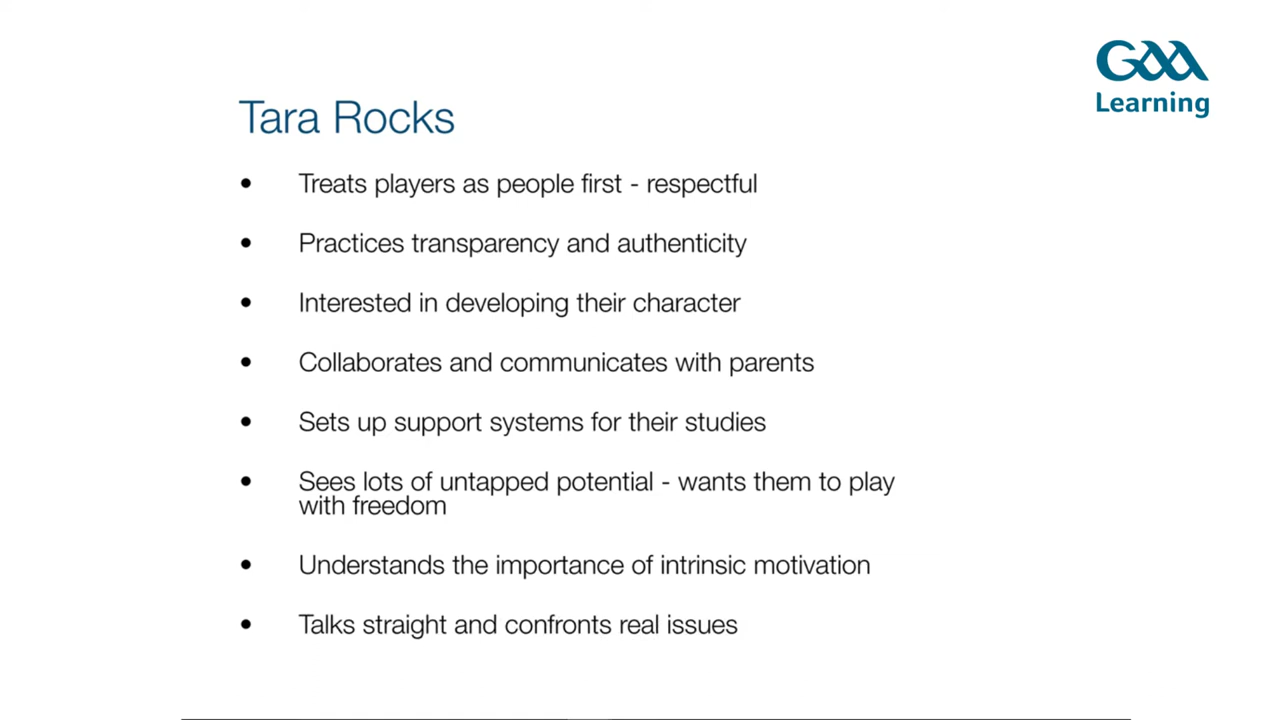 GAA
Learning
Tara Rocks
• Treats players as people first - respectful
• Practices transparency and authenticity
• Interested in developing their character
• Collaborates and communicates with parents
• Sets up support systems for their studies
• Sees lots of untapped potential - wants them to play
with freedom
• Understands the importance of intrinsic motivation
• Talks straight and confronts real issues